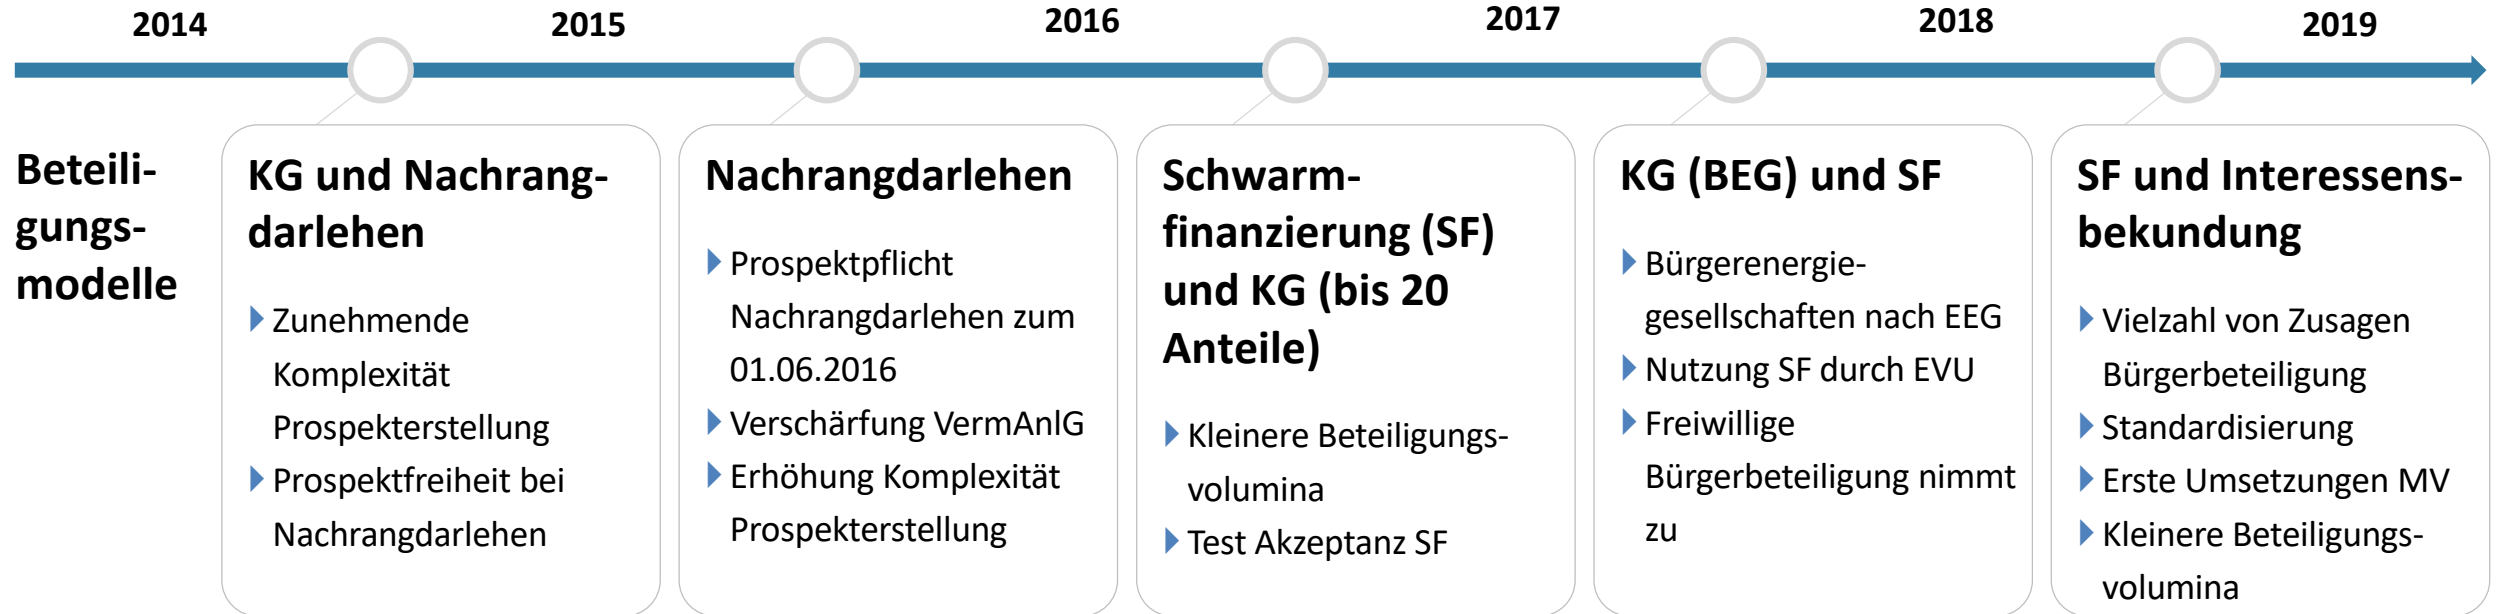 2014
2015
2016
2017
2018
2019
Beteili-
gungs-
modelle
KG und Nachrang-
darlehen
Zunehmende
Komplexität
Prospekterstellung
Prospektfreiheit bei
Nachrangdarlehen
Nachrangdarlehen
Prospektpflicht
Nachrangdarlehen zum
01.06.2016
Verschärfung VermAnlG
Erhöhung Komplexität
Prospekterstellung
Schwarm-
finanzierung (SF)
und KG (bis 20
Anteile)
Kleinere Beteiligungs-
volumina
Test Akzeptanz SF
KG (BEG) und SF
Bürgerenergie-
gesellschaften nach EEG
Nutzung SF durch EVU
Freiwillige
Bürgerbeteiligung nimmt
zu
SF und Interessens-
bekundung
Vielzahl von Zusagen
Bürgerbeteiligung
Standardisierung
Erste Umsetzungen MV
Kleinere Beteiligungs-
volumina